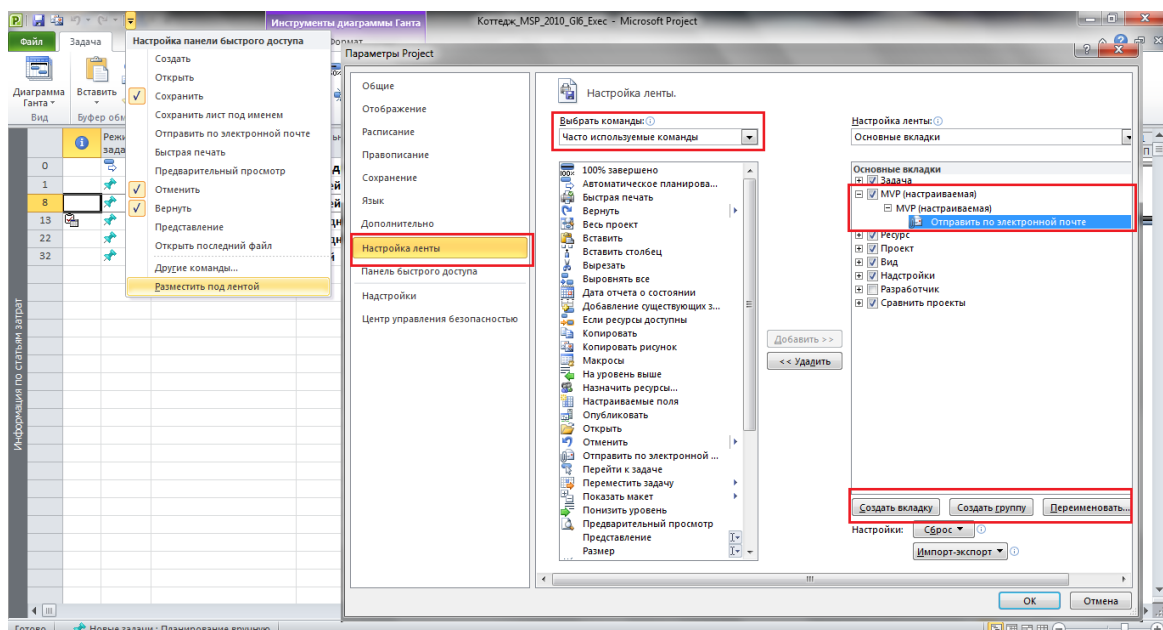 Инструменты диаграммы Ганта
Коттедж_MSP_2010_Gl6_Exec - Microsoft Project
Файл
Задача
Формат
Диаграмма Ганта
Вставить
Вид
Буфер обм
Режи
зада
0
1
8
13
22
32
Информация по статьям затрат
Настройка панели быстрого доступа
Создать
Открыть
Сохранить
Сохранить лист под именем
Отправить по электронной почте
Быстрая печать
Предварительный просмотр
Отменить
Вернуть
Представление
Открыть последний файл
Другие команды...
Разместить под лентой
Параметры Project
Общие
Отображение
Расписание
Правописание
Сохранение
Язык
Дополнительно
Настройка ленты
Панель быстрого доступа
Надстройки
Центр управления безопасностью
Настройка ленты.
Выбрать команды:
Часто используемые команды
100% завершено
Автоматическое планирова...
Быстрая печать
Вернуть
Весь проект
Вставить
Вставить столбец
Вырезать
Выровнять все
Дата отчета о состоянии
Добавление существующих з...
Если ресурсы доступны
Копировать
Копировать рисунок
Макросы
На уровень выше
Назначить ресурсы...
Настраиваемые поля
Опубликовать
Открыть
Отменить
Отправить по электронной ...
Перейти к задаче
Переместить задачу
Показать макет
Понизить уровень
Предварительный просмотр
Представление
Размер
Добавить >>
<< Удалить
Настройка ленты:
Основные вкладки
Основные вкладки
Задача
MVP (настраиваемая)
MVP (настраиваемая)
Отправить по электронной почте
Ресурс
Проект
Вид
Надстройки
Разработчик
Сравнить проекты
Создать вкладку
Создать группу
Переименовать...
Настройки:
Сброс
Импорт-экспорт
ОК
Отмена
Готово
Новые задачи : Планирование вручную